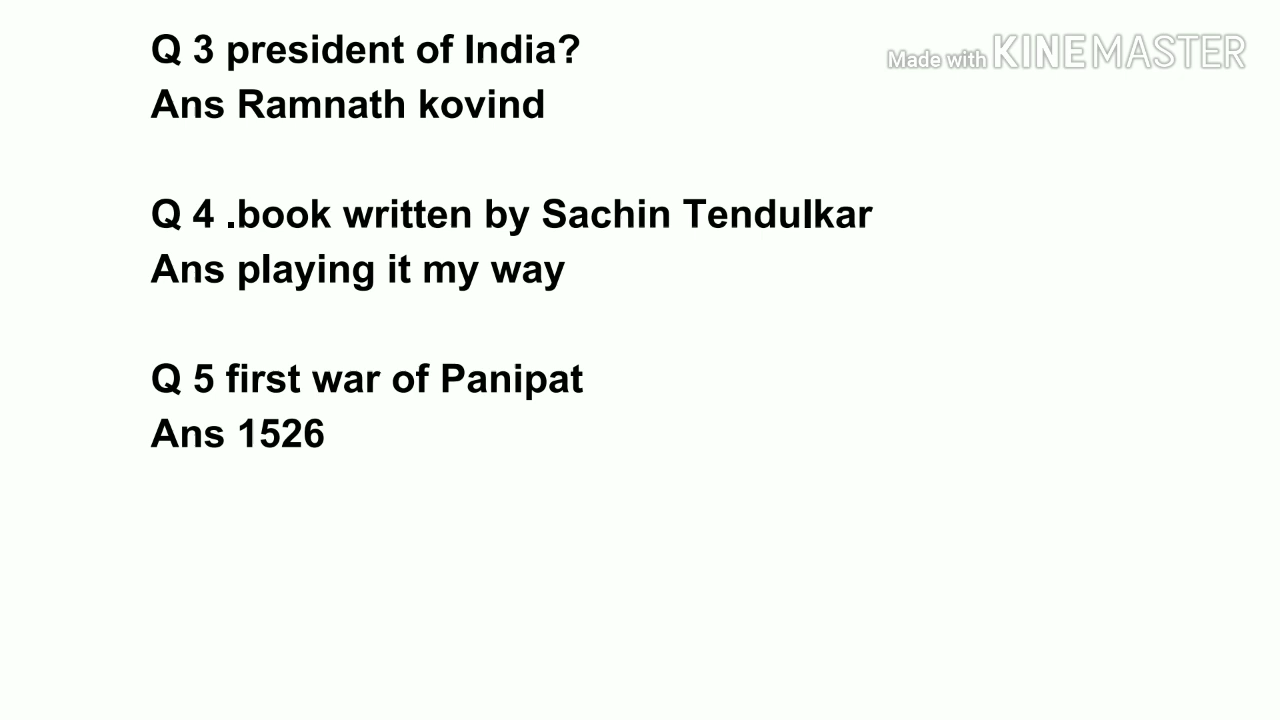 Q 3 president of India?
Made with KINEMASTER
Ans Ramnath kovind
Q 4 .book written by Sachin Tendulkar
Ans playing it my way
Q 5 first war of Panipat
Ans 1526